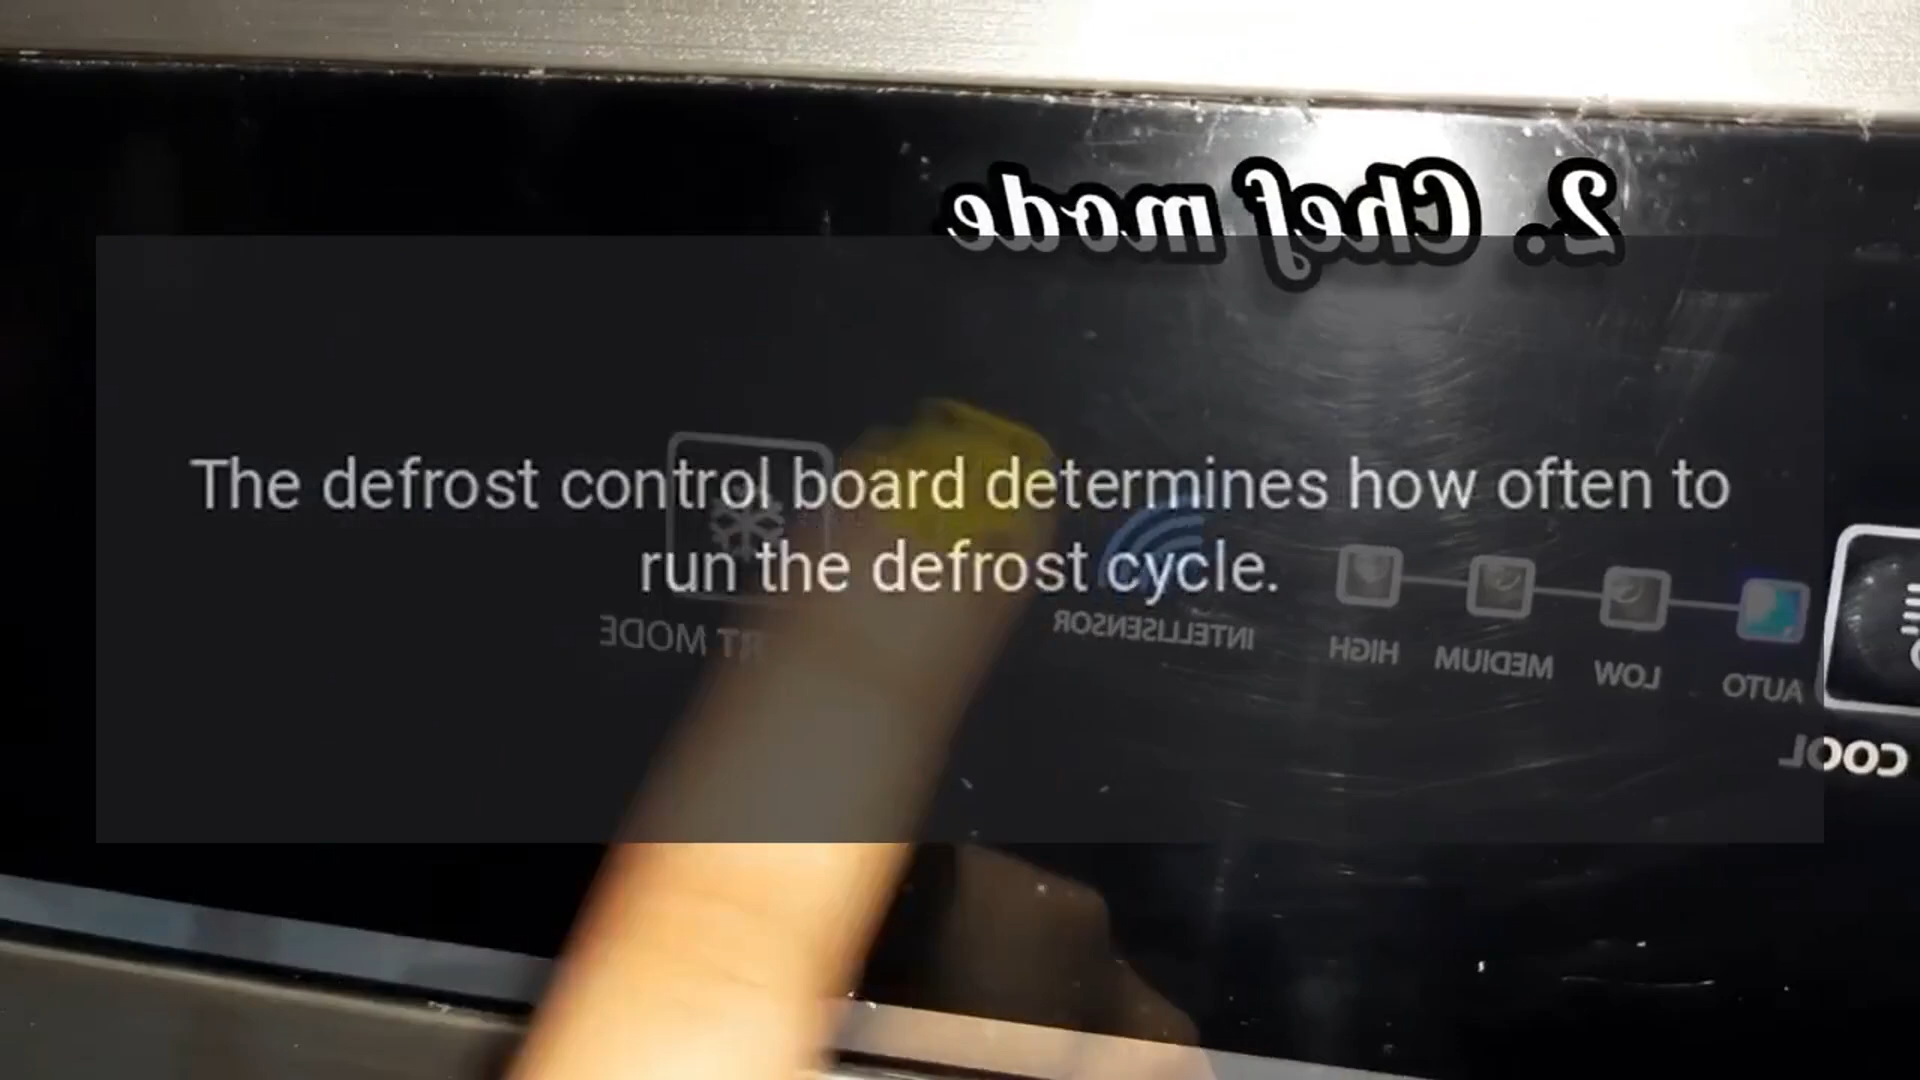 2. Chef mode
The defrost control board determines how often to
run the defrost cycle.
RT MODE
INTELLISENSOR
HIGH
MEDIUM
LOW
AUTO
COOL